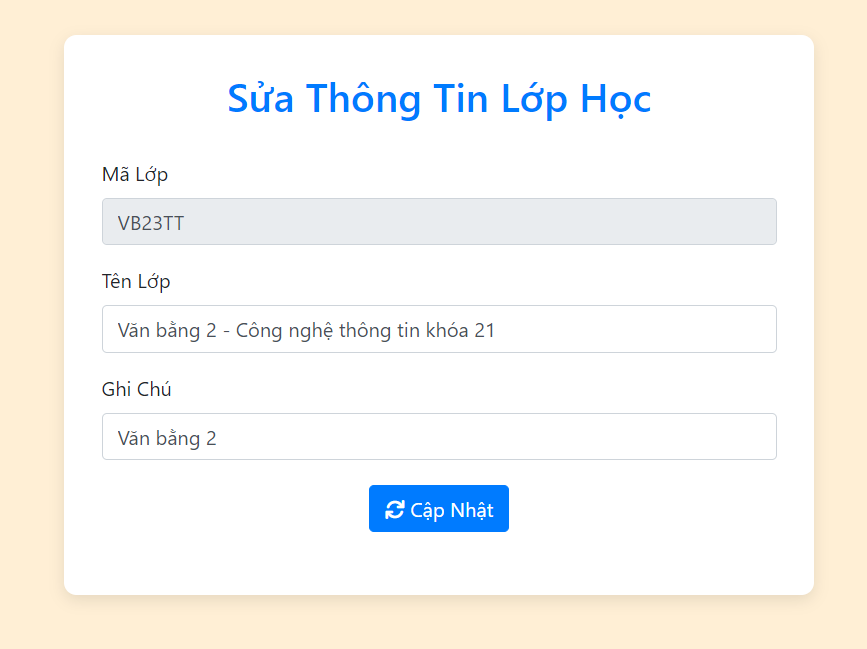 Sửa Thông Tin Lớp Học
Mã Lớp
VB23TT
Tên Lớp
Văn bằng 2 - Công nghệ thông tin khóa 21
Ghi Chú
Văn bằng 2
Cập Nhật